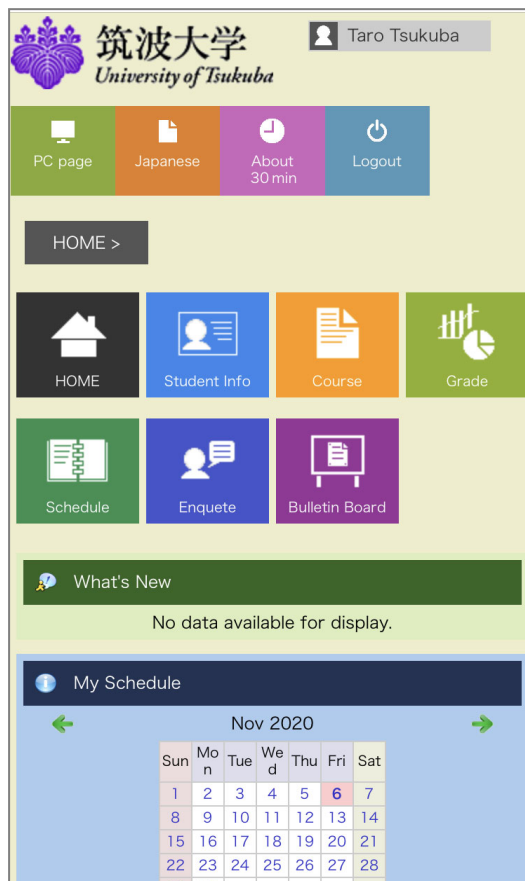 筑波大学
University of Tsukuba
Taro Tsukuba
PC page
Japanese
About
30 min
Logout
HOME >
HOME
Student Info
Course
Grade
Schedule
Enquete
Bulletin Board
What's New
No data available for display.
My Schedule
Nov 2020
Sun Mon Tue Wed Thu Fri Sat
1 2 3 4 5 6 7
8 9 10 11 12 13 14
15 16 17 18 19 20 21
22 23 24 25 26 27 28